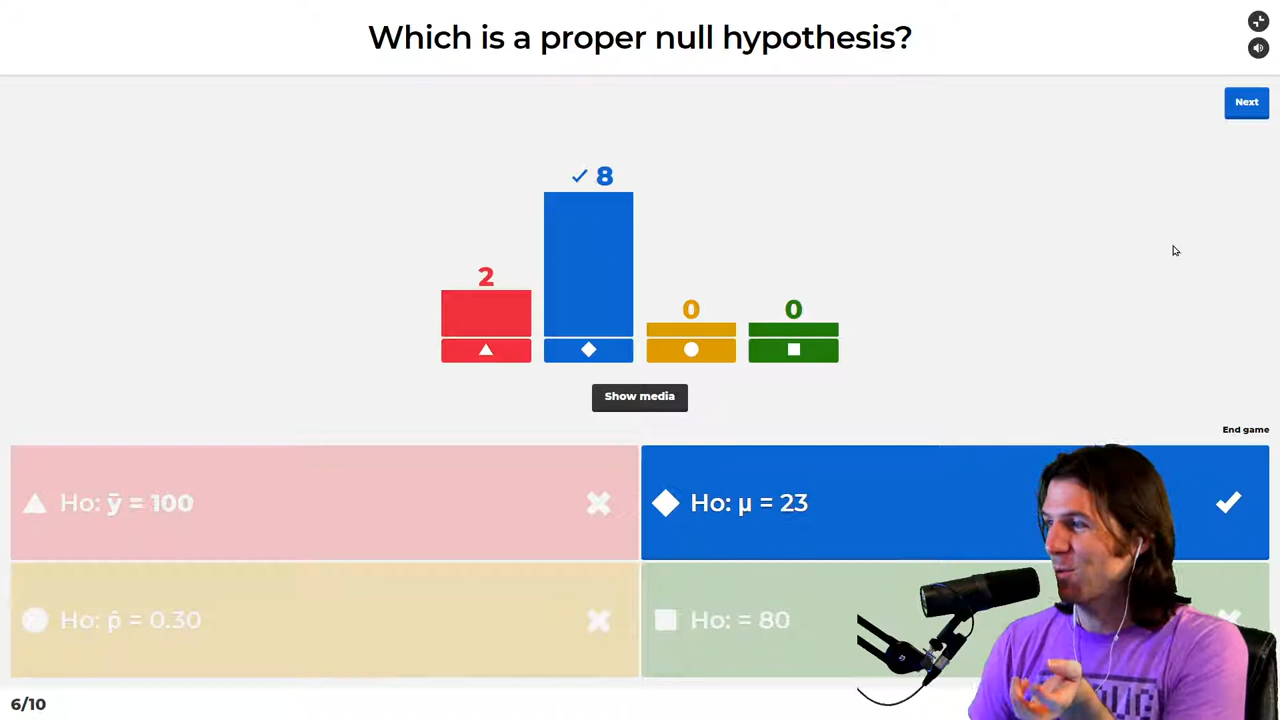 Which is a proper null hypothesis?
Next
8
2
0
0
Show media
End game
Ho: ȳ = 100
Ho: μ = 23
Ho: p̂ = 0.30
Ho: = 80
6/10